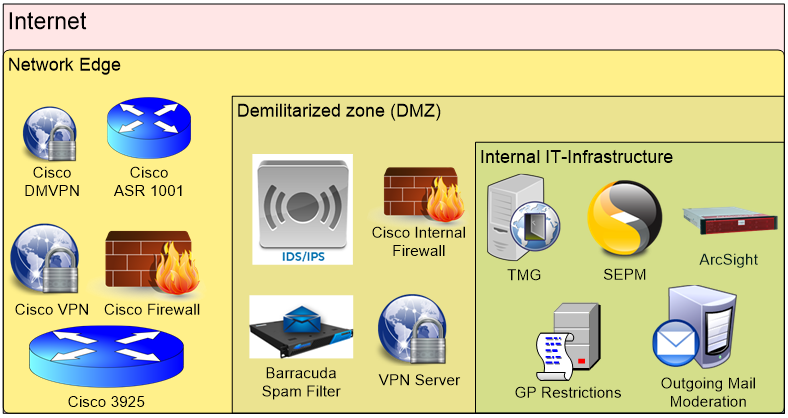 Internet
Network Edge
Cisco
DMVPN
Cisco
ASR 1001
Cisco VPN
Cisco Firewall
Cisco 3925
Demilitarized zone (DMZ)
IDS/IPS
Cisco Internal
Firewall
Barracuda
Spam Filter
VPN Server
Internal IT-Infrastructure
TMG
SEPM
ArcSight
GP Restrictions
Outgoing Mail
Moderation